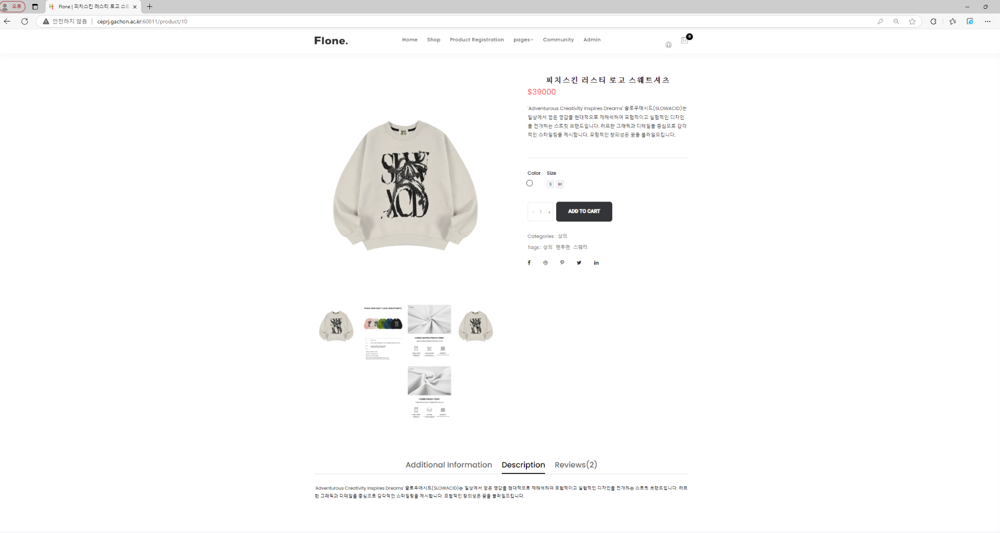 오류
Flone | 피치스킨 러스티 로고 스웨
안전하지 않음
ceprj.gachon.ac.kr:60011/product/10
Flone.
Home Shop Product Registration pages Community Admin
0
피치스킨 러스티 로고 스웨트셔츠
$39000
'Adventurous Creativity Inspires Dreams' 슬로우애시드(SLOWACID)는
일상에서 얻은 영감을 현대적으로 재해석하여 모험적이고 실험적인 디자인
을 전개하는 스트릿 브랜드입니다. 러프한 그래픽과 디테일을 중심으로 감각
적인 스타일링을 제시합니다. 모험적인 창의성은 꿈을 불러일으킵니다.
Color Size
S M
- 1 +
ADD TO CART
Categories : 상의
Tags : 상의 맨투맨 스웨터
PEACH SKIN RUSTY LOGO SWEATSHIRTS
HYBRID NAPPING FRENCH TERRY
HYBRID FRENCH TERRY
Additional Information Description Reviews(2)
'Adventurous Creativity Inspires Dreams' 슬로우애시드(SLOWACID)는 일상에서 얻은 영감을 현대적으로 재해석하여 모험적이고 실험적인 디자인을 전개하는 스트릿 브랜드입니다. 러프
한 그래픽과 디테일을 중심으로 감각적인 스타일링을 제시합니다. 모험적인 창의성은 꿈을 불러일으킵니다.